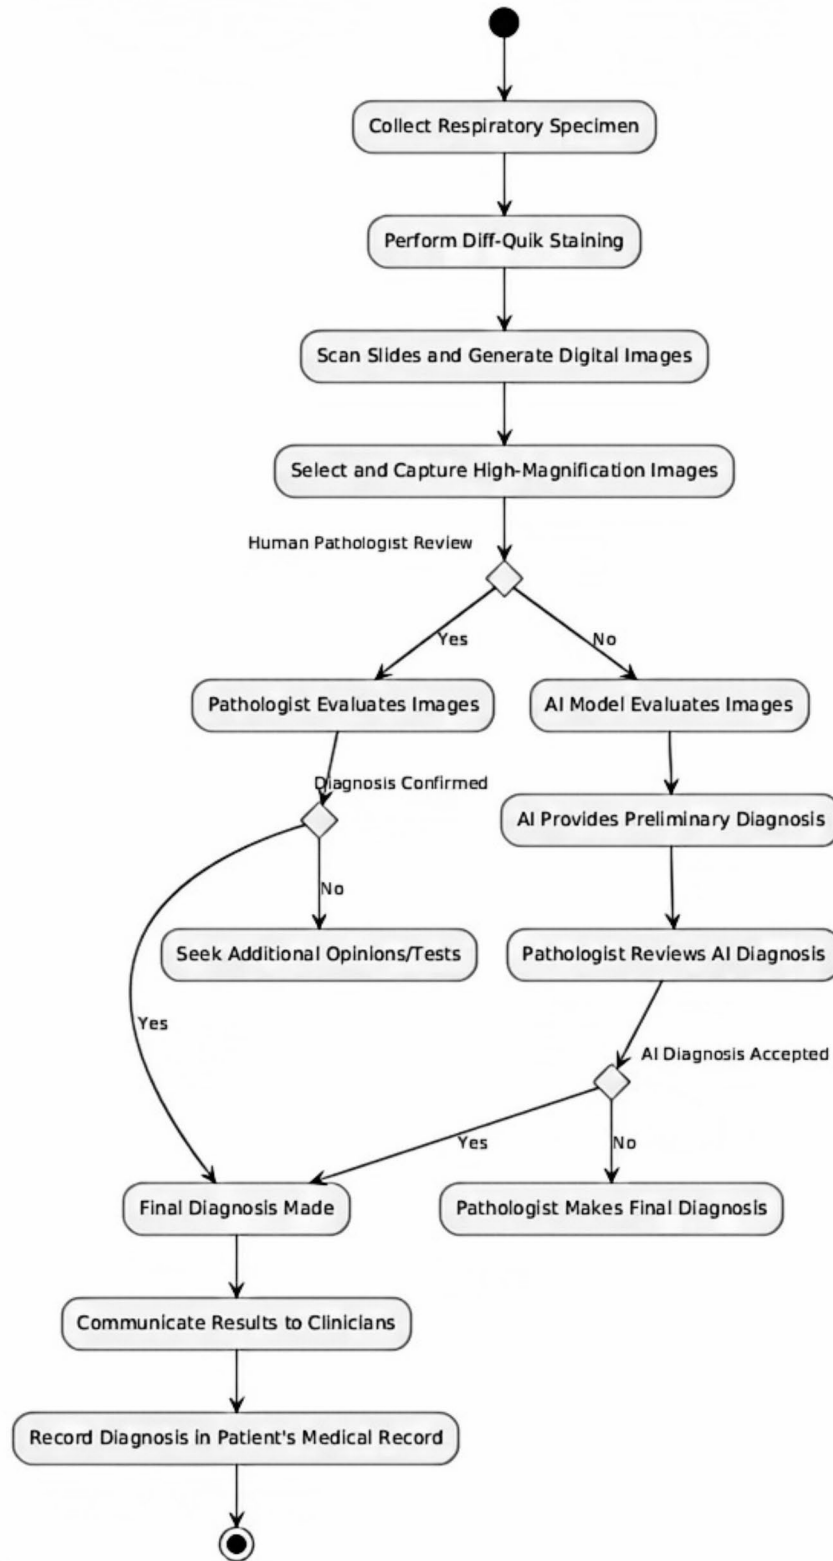 Collect Respiratory Specimen
Perform Diff-Quik Staining
Scan Slides and Generate Digital Images
Select and Capture High-Magnification Images
Human Pathologist Review
Yes
No
Pathologist Evaluates Images
AI Model Evaluates Images
Diagnosis Confirmed
AI Provides Preliminary Diagnosis
No
Seek Additional Opinions/Tests
Pathologist Reviews AI Diagnosis
Yes
AI Diagnosis Accepted
Yes
No
Final Diagnosis Made
Pathologist Makes Final Diagnosis
Communicate Results to Clinicians
Record Diagnosis in Patient's Medical Record